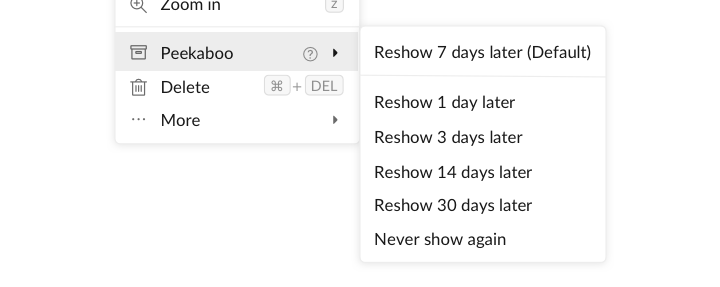 Zoom in Z
Peekaboo
Delete ⌘ + DEL
More
Reshow 7 days later (Default)
Reshow 1 day later
Reshow 3 days later
Reshow 14 days later
Reshow 30 days later
Never show again